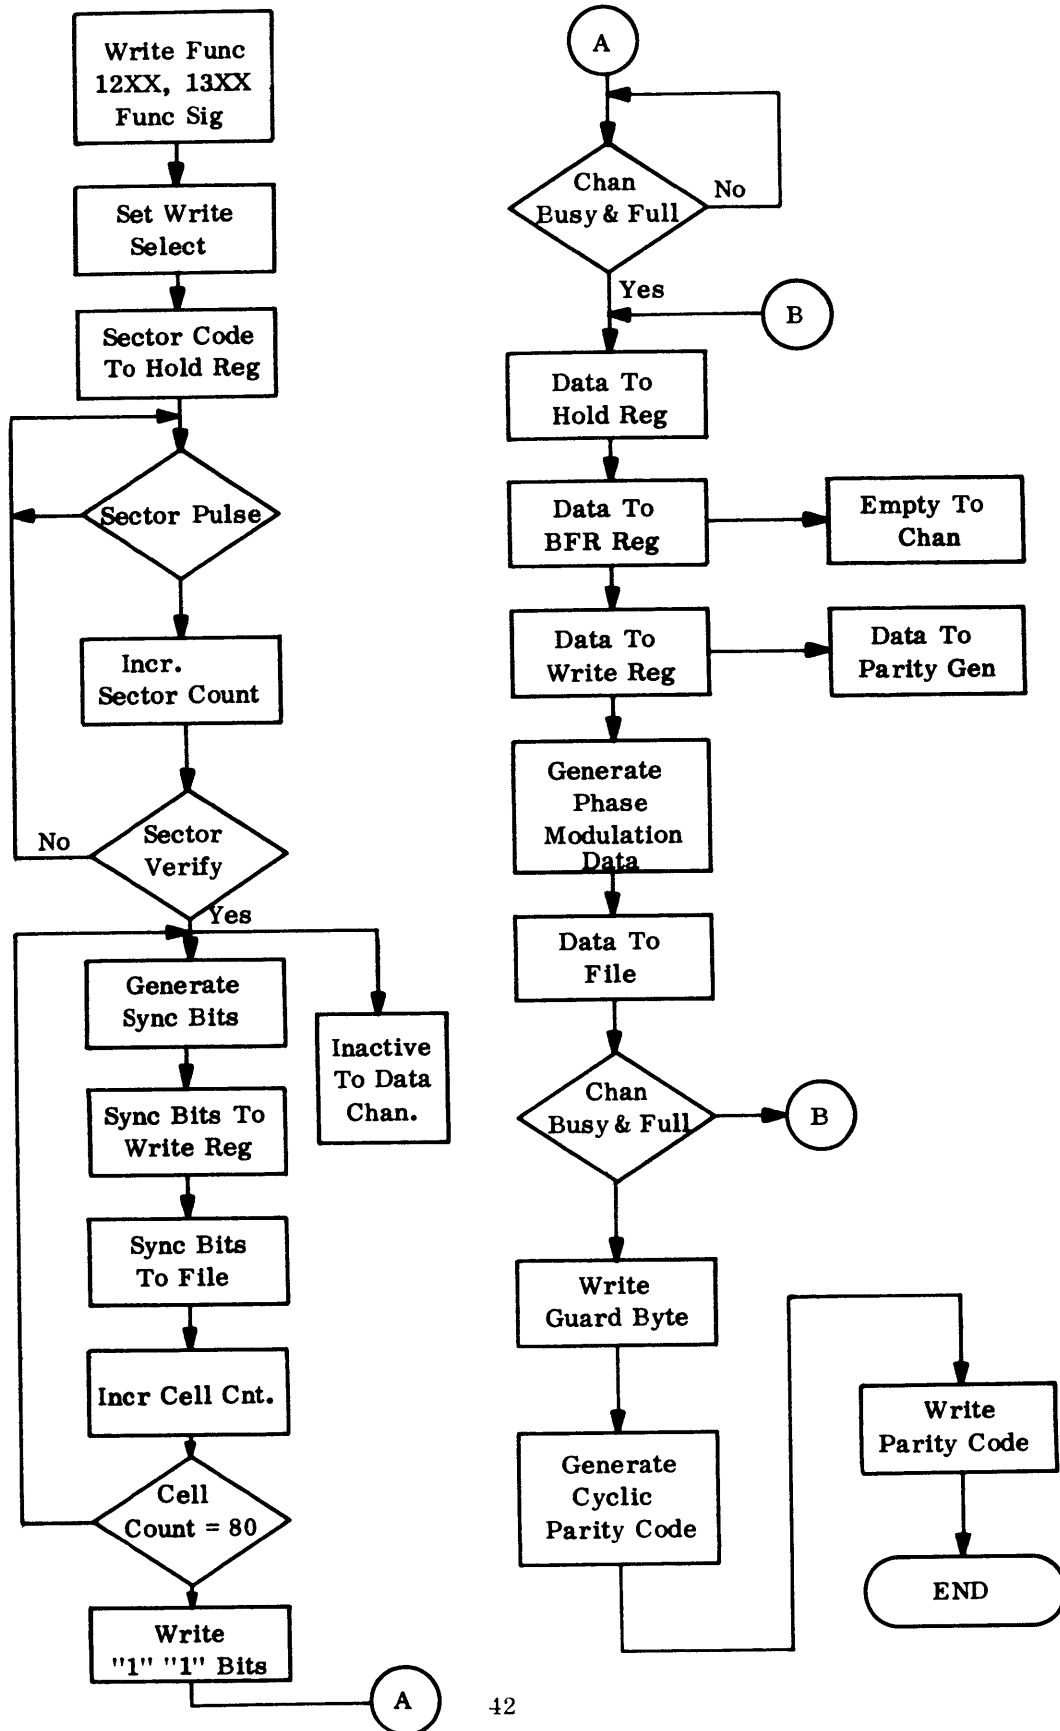 Write Func
12XX, 13XX
Func Sig
Set Write
Select
Sector Code
To Hold Reg
Sector Pulse
Incr.
Sector Count
Sector
Verify
No
Yes
Generate
Sync Bits
Inactive
To Data
Chan.
Sync Bits To
Write Reg
Sync Bits
To File
Incr Cell Cnt.
Cell
Count = 80
Write
"1" "1" Bits
A
A
Chan
Busy & Full
No
Yes
B
Data To
Hold Reg
Data To
BFR Reg
Empty To
Chan
Data To
Write Reg
Data To
Parity Gen
Generate
Phase
Modulation
Data
Data To
File
Chan
Busy & Full
B
Write
Guard Byte
Generate
Cyclic
Parity Code
Write
Parity Code
END
42